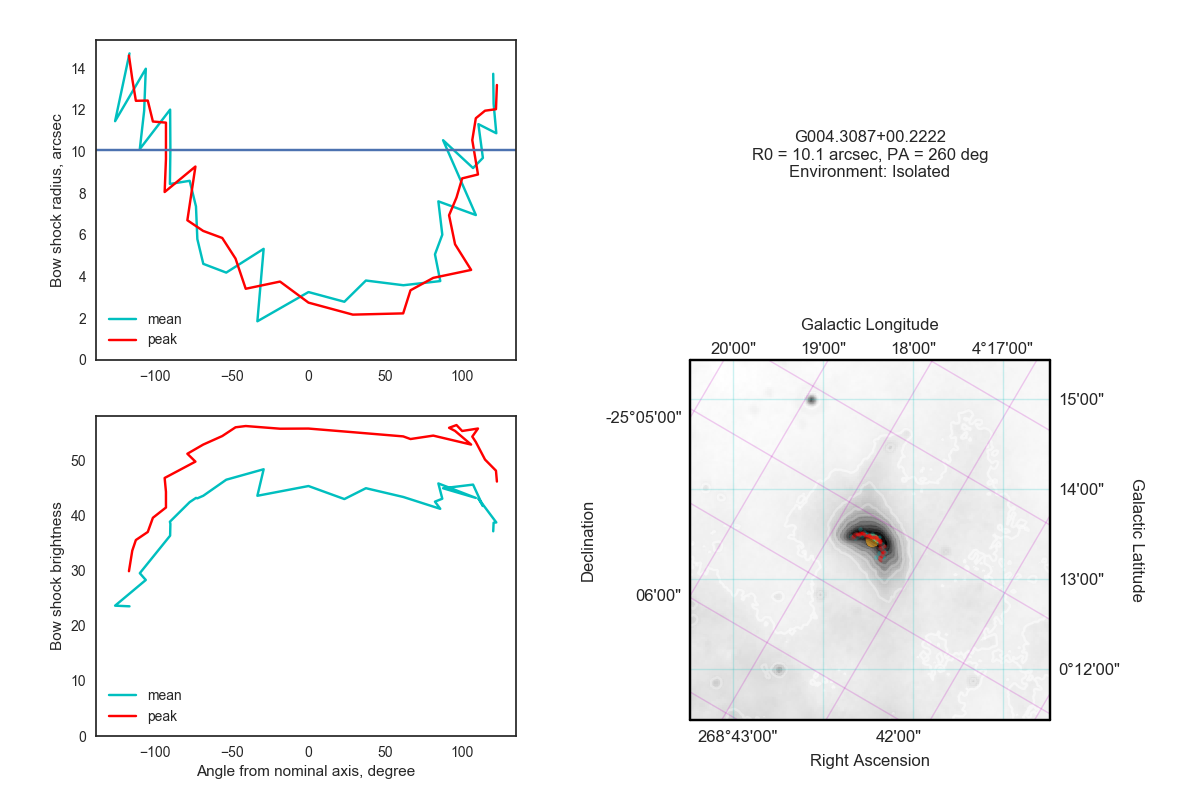 14
12
10
8
6
4
2
0
Bow shock radius, arcsec
mean
peak
−100
−50
0
50
100
50
40
30
20
10
0
Bow shock brightness
mean
peak
−100
−50
0
50
100
Angle from nominal axis, degree
G004.3087+00.2222
R0 = 10.1 arcsec, PA = 260 deg
Environment: Isolated
Galactic Longitude
20'00"
19'00"
18'00"
4°17'00"
-25°05'00"
06'00"
Declination
15'00"
14'00"
13'00"
0°12'00"
Galactic Latitude
268°43'00"
42'00"
Right Ascension